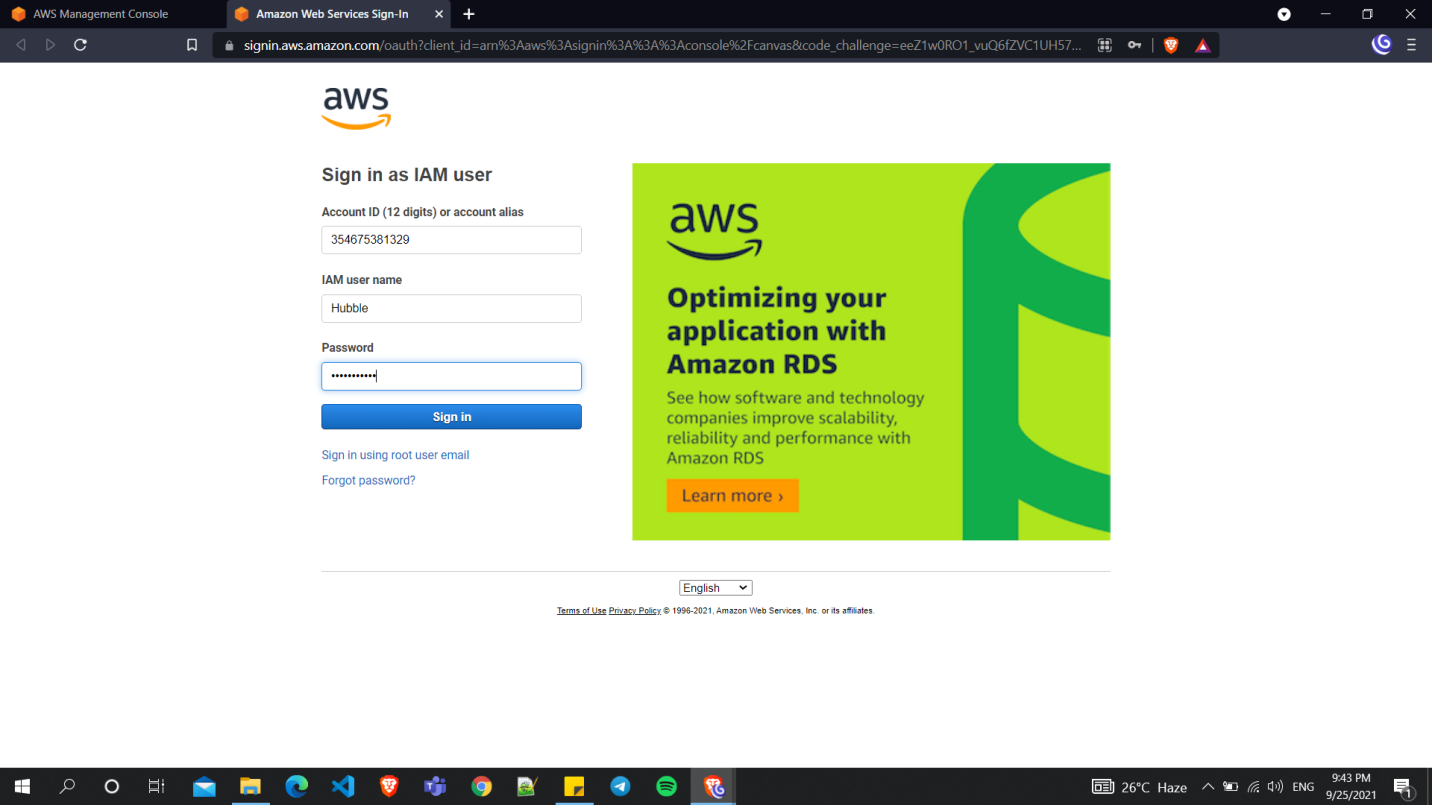 AWS Management Console
Amazon Web Services Sign-In
signin.aws.amazon.com/oauth?client_id=arn%3Aaws%3Asignin%3A%3A%3Aconsole%2Fcanvas&code_challenge=eeZ1w0RO1_vuQ6fZVC1UH57...
aws
Sign in as IAM user
Account ID (12 digits) or account alias
354675381329
IAM user name
Hubble
Password
•••••••••••
Sign in
Sign in using root user email
Forgot password?
aws
Optimizing your
application with
Amazon RDS
See how software and technology
companies improve scalability,
reliability and performance with
Amazon RDS
Learn more ›
English
Terms of Use Privacy Policy © 1996-2021, Amazon Web Services, Inc. or its affiliates.
26°C Haze
ENG
9:43 PM
9/25/2021
1